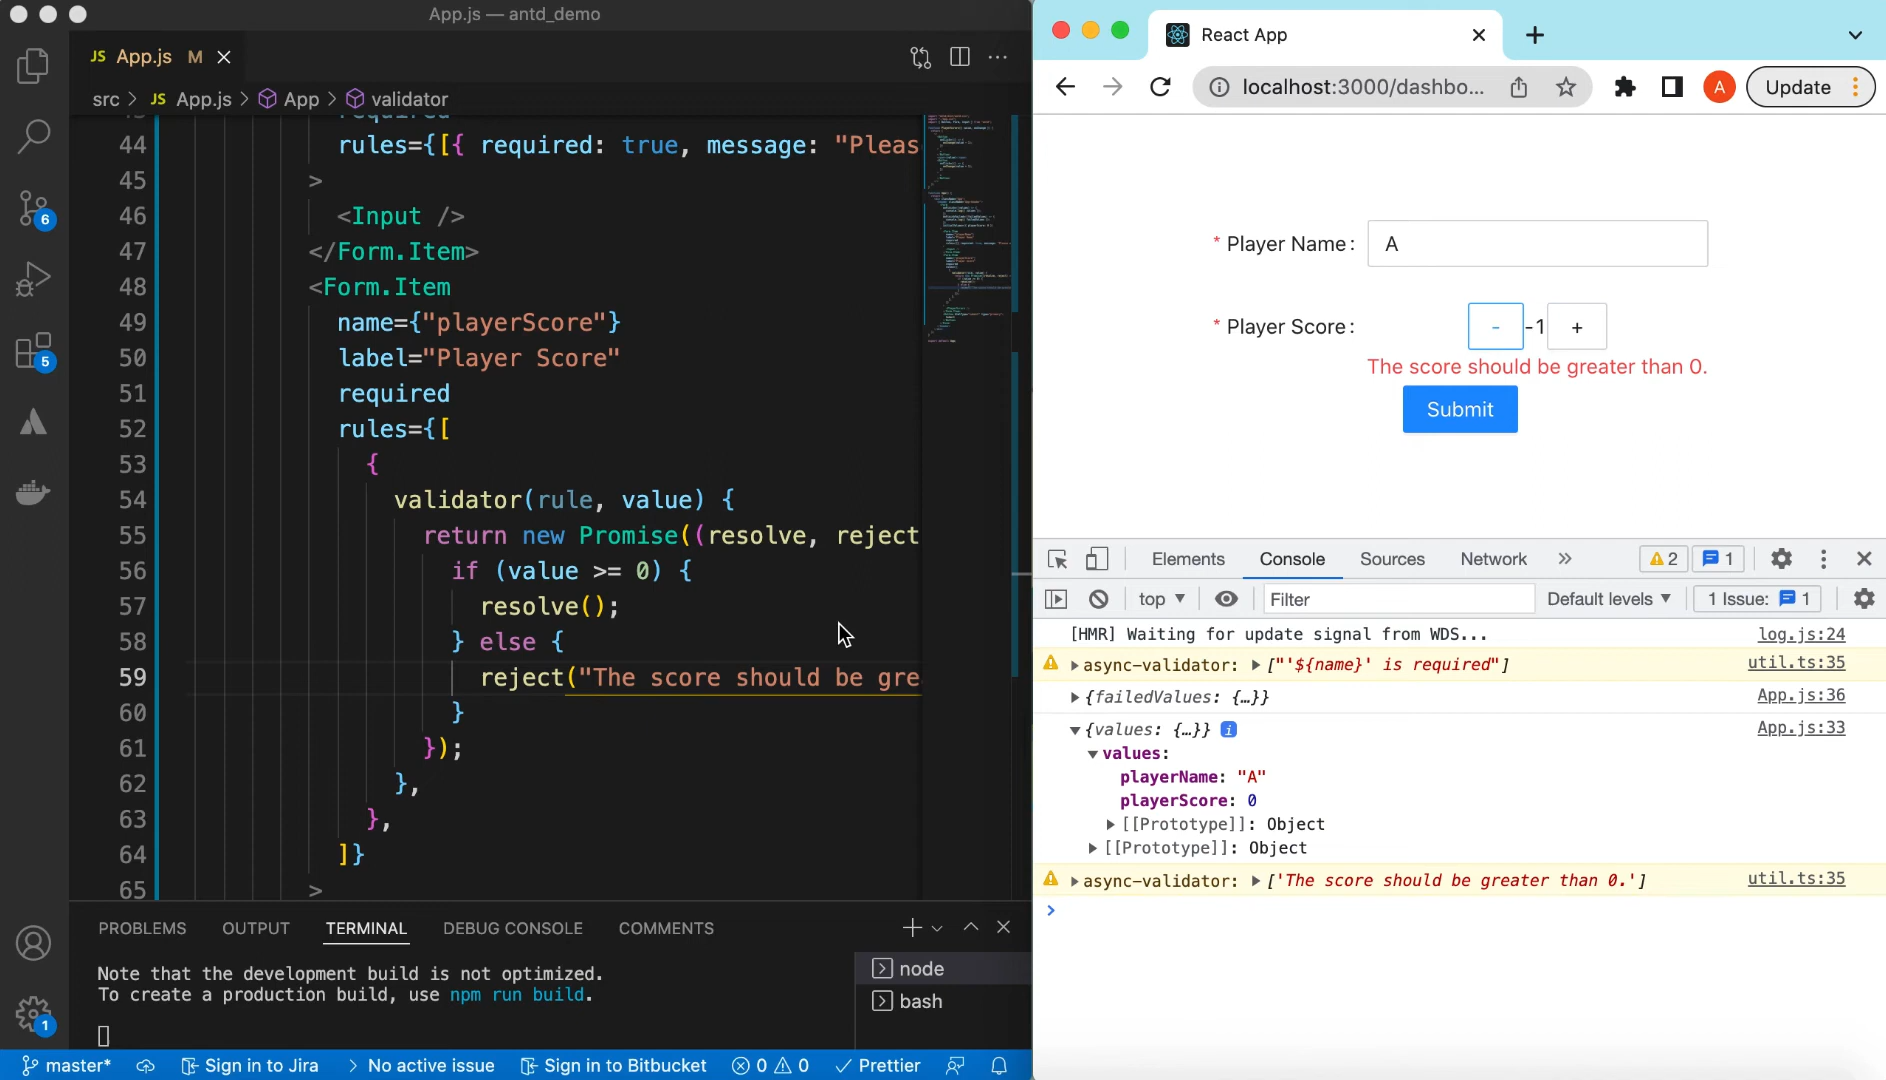 App.js — antd_demo
JS App.js M
src > JS App.js > App > validator
44 rules={[{ required: true, message: "Pleas
45 >
46 <Input />
47 </Form.Item>
48 <Form.Item
49 name={"playerScore"}
50 label="Player Score"
51 required
52 rules={[
53 {
54 validator(rule, value) {
55 return new Promise((resolve, reject
56 if (value >= 0) {
57 resolve();
58 } else {
59 reject("The score should be gre
60 }
61 });
62 },
63 },
64 ]}
65 >
6
5
1
PROBLEMS OUTPUT TERMINAL DEBUG CONSOLE COMMENTS
Note that the development build is not optimized.
To create a production build, use npm run build.
node
bash
master* Sign in to Jira > No active issue Sign in to Bitbucket 0 0 Prettier
React App
localhost:3000/dashbo...
A
Update
* Player Name: A
* Player Score: - -1 +
The score should be greater than 0.
Submit
Elements Console Sources Network » 2 1
top Filter Default levels 1 Issue: 1
[HMR] Waiting for update signal from WDS... log.js:24
async-validator: ["'${name}' is required"] util.ts:35
{failedValues: {…}} App.js:36
{values: {…}} i App.js:33
values:
playerName: "A"
playerScore: 0
[[Prototype]]: Object
[[Prototype]]: Object
async-validator: ['The score should be greater than 0.'] util.ts:35
>